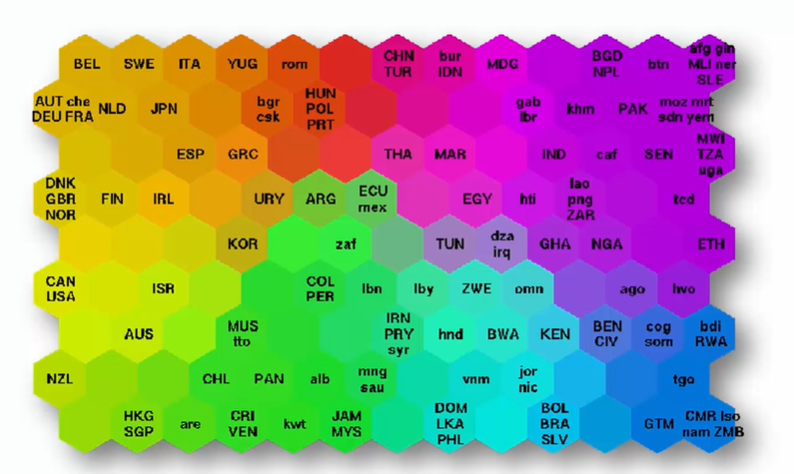 BEL SWE ITA YUG rom CHN bur MDG BGD btn afg gin
TUR IDN NPL MLI ner
SLE
AUT che NLD JPN bgr HUN gab khm PAK moz mrt
DEU FRA csk POL lbr sdn yem
PRT
ESP GRC THA MAR IND caf SEN MWI
TZA
uga
DNK FIN IRL URY ARG ECU EGY hti lao tcd
GBR mex png
NOR ZAR
KOR zaf TUN dza GHA NGA ETH
irq
CAN ISR COL lbn lby ZWE omn ago hvo
USA PER
AUS MUS IRN hnd BWA KEN BEN cog bdi
tto PRY CIV som RWA
syr
NZL CHL PAN alb mng vnm jor tgo
sau nic
HKG are CRI kwt JAM DOM BOL GTM CMR lso
SGP VEN MYS LKA BRA nam ZMB
PHL SLV